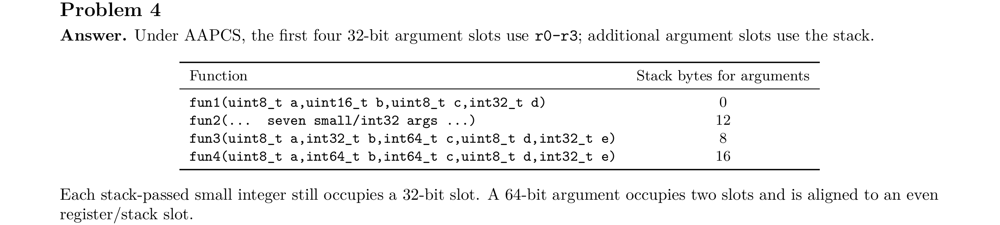 Problem 4
Answer. Under AAPCS, the first four 32-bit argument slots use r0-r3; additional argument slots use the stack.
Function Stack bytes for arguments
fun1(uint8_t a,uint16_t b,uint8_t c,int32_t d) 0
fun2(... seven small/int32 args ...) 12
fun3(uint8_t a,int32_t b,int64_t c,uint8_t d,int32_t e) 8
fun4(uint8_t a,int64_t b,int64_t c,uint8_t d,int32_t e) 16
Each stack-passed small integer still occupies a 32-bit slot. A 64-bit argument occupies two slots and is aligned to an even
register/stack slot.